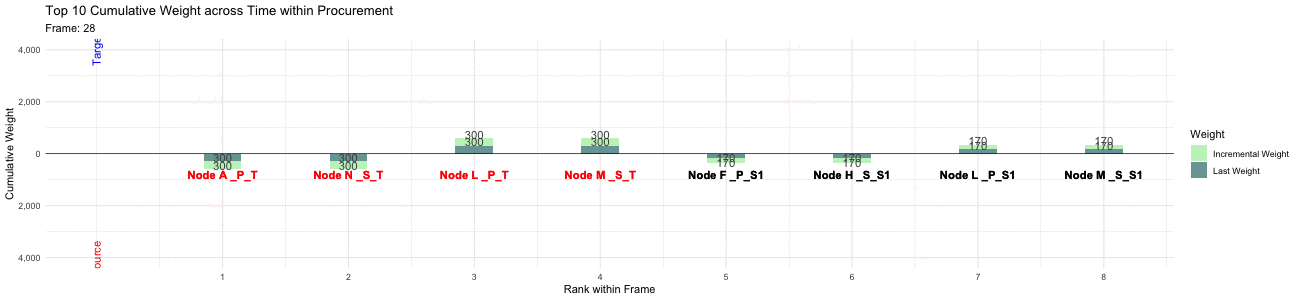 Top 10 Cumulative Weight across Time within Procurement
Frame: 28
Cumulative Weight
4,000
2,000
0
2,000
4,000
Targe
ource
300
300
Node A _P_T
300
300
Node N _S_T
300
300
Node L _P_T
300
300
Node M _S_T
170
170
Node F _P_S1
170
170
Node H _S_S1
170
170
Node L _P_S1
170
170
Node M _S_S1
1 2 3 4 5 6 7 8
Rank within Frame
Weight
Incremental Weight
Last Weight